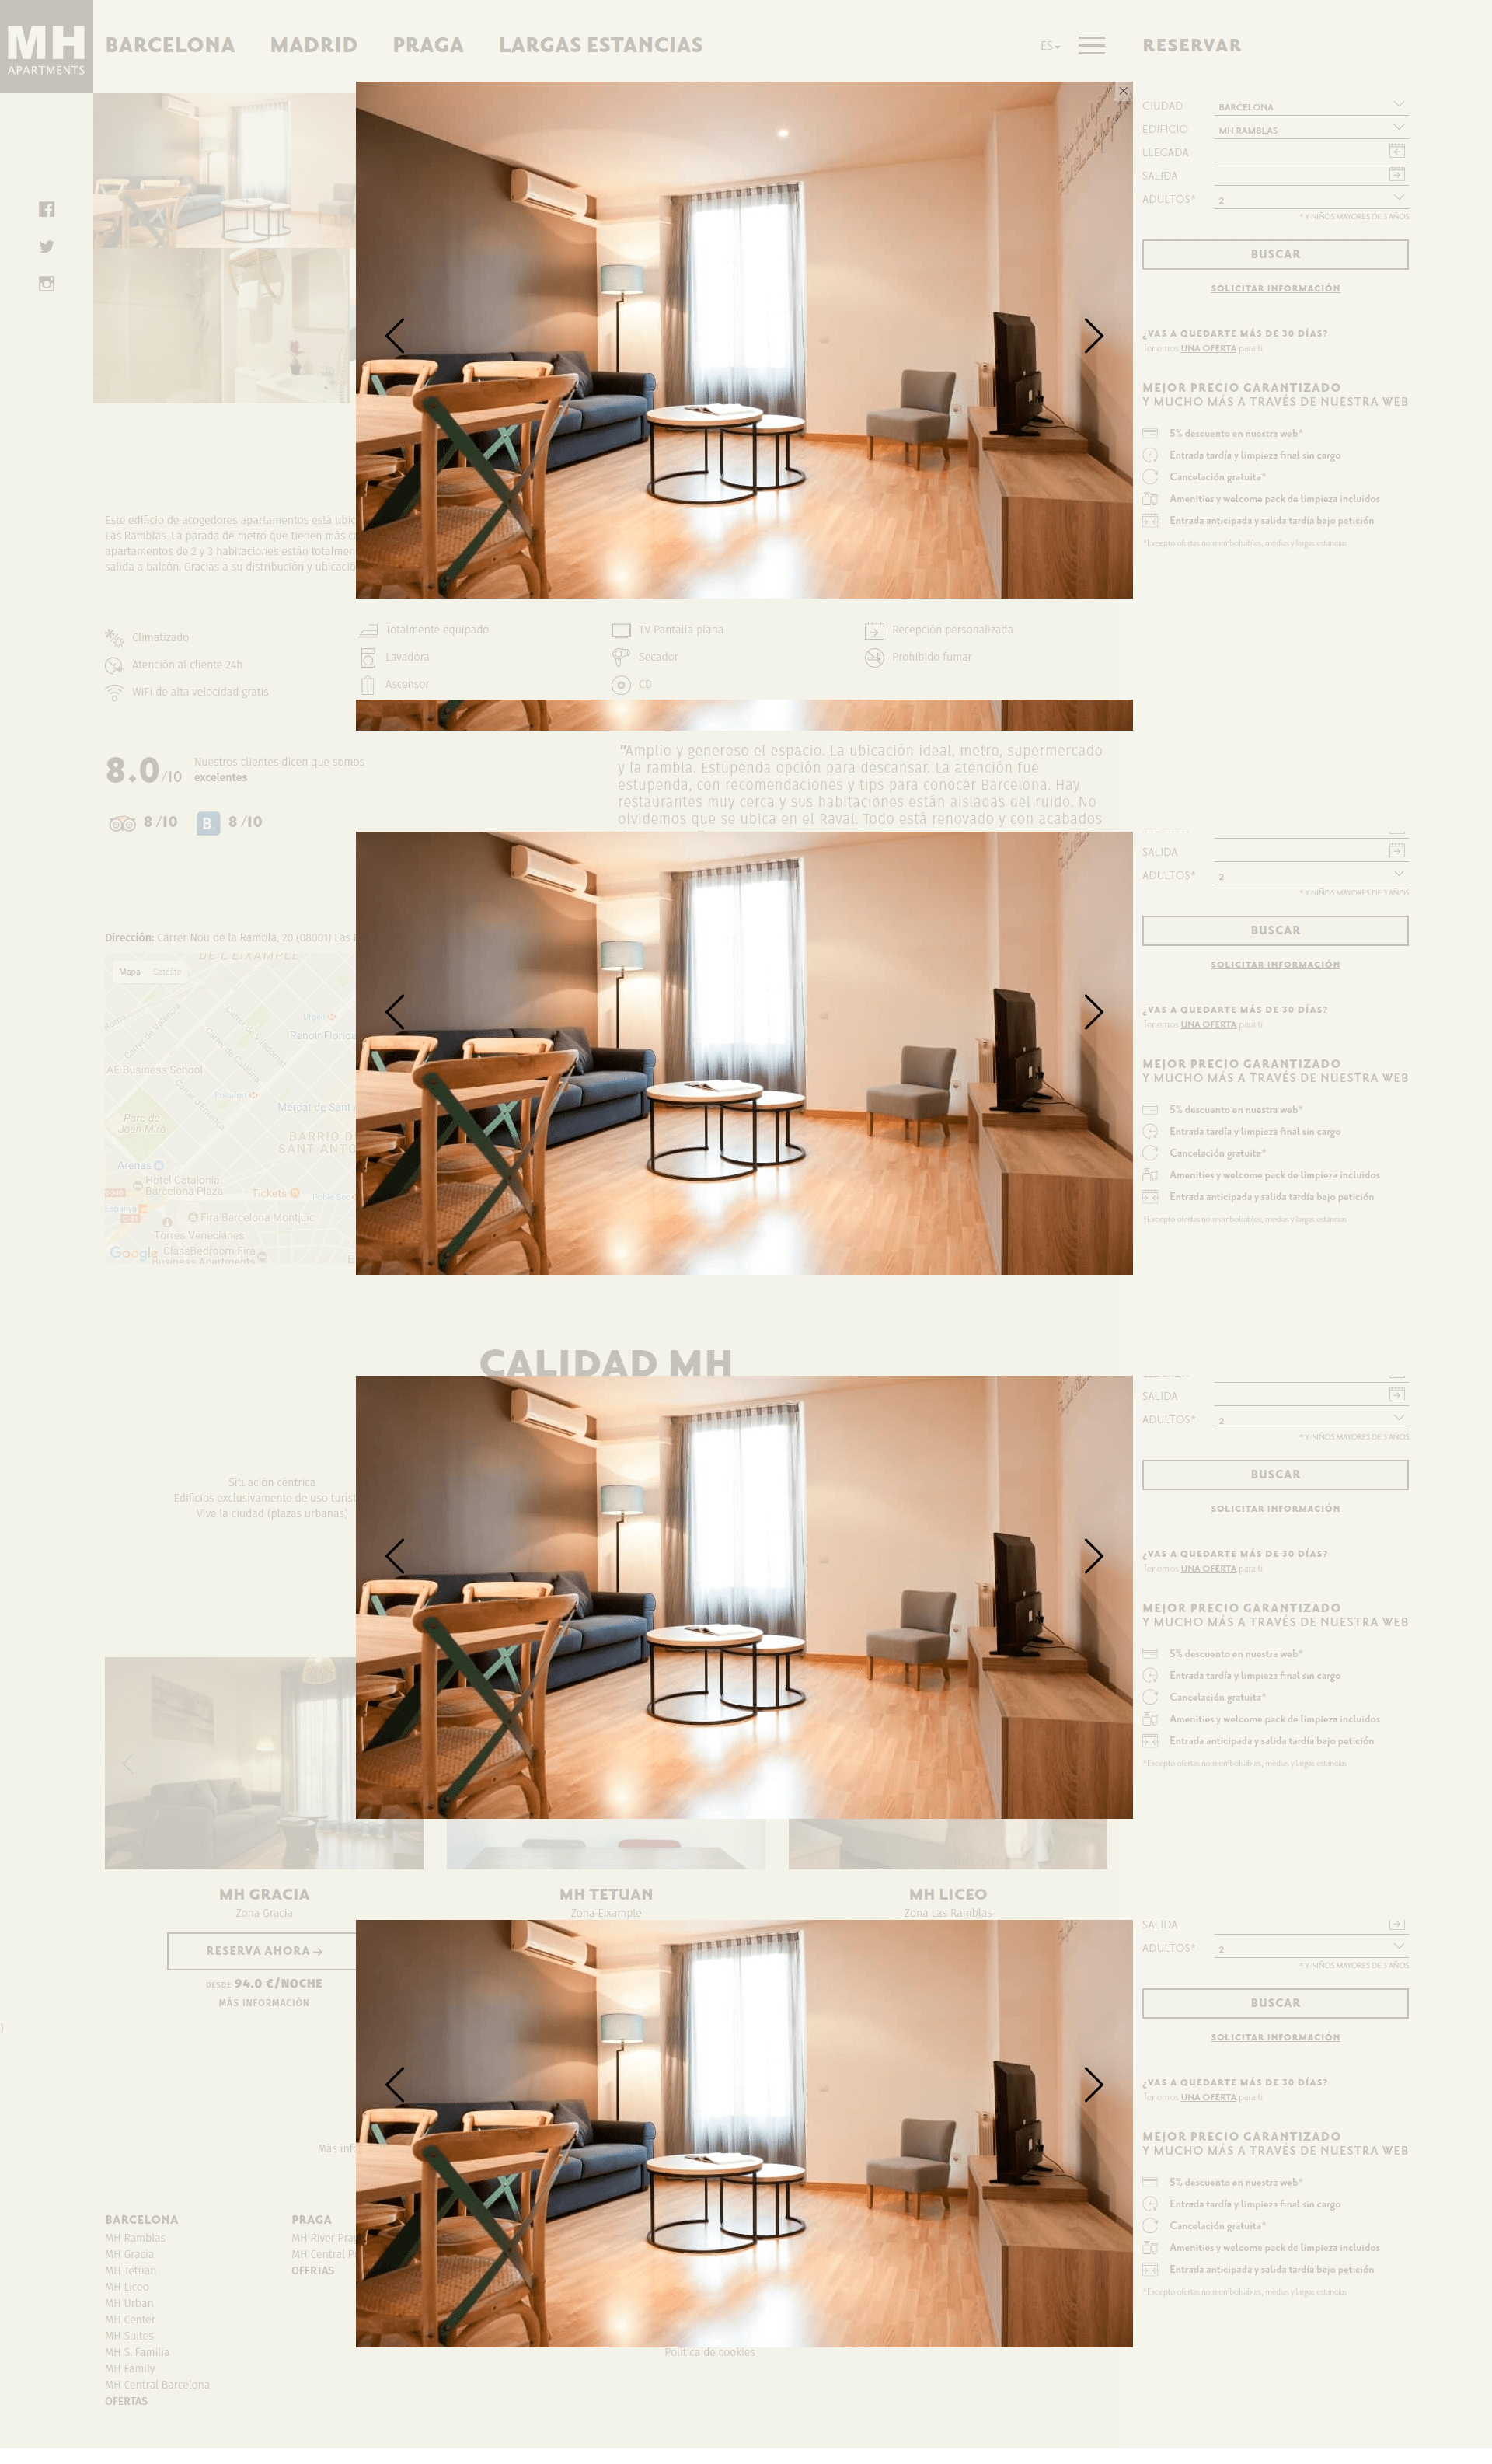 MH
APARTMENTS
BARCELONA MADRID PRAGA LARGAS ESTANCIAS
ES
RESERVAR
CIUDAD BARCELONA
EDIFICIO MH RAMBLAS
LLEGADA
SALIDA
ADULTOS* 2
* Y NIÑOS MAYORES DE 3 AÑOS
BUSCAR
SOLICITAR INFORMACIÓN
¿VAS A QUEDARTE MÁS DE 30 DÍAS?
Tenemos UNA OFERTA para ti
MEJOR PRECIO GARANTIZADO
Y MUCHO MÁS A TRAVÉS DE NUESTRA WEB
5% descuento en nuestra web*
Entrada tardía y limpieza final sin cargo
Cancelación gratuita*
Amenities y welcome pack de limpieza incluidos
Entrada anticipada y salida tardía bajo petición
*Excepto ofertas no reembolsables, medias y largas estancias
Este edificio de acogedores apartamentos está
Las Ramblas. La parada de metro que tienen más
apartamentos de 2 y 3 habitaciones están
salida a balcón. Gracias a su distribución y
Climatizado
Atención al cliente 24h
WiFi de alta velocidad gratis
Totalmente equipado
Lavadora
Ascensor
TV Pantalla plana
Secador
CD
Recepción personalizada
Prohibido fumar
8.0/10
Nuestros clientes dicen que somos
excelentes
8 /10 B. 8 /10
"Amplio y generoso el espacio. La ubicación ideal, metro, supermercado
y la rambla. Estupenda opción para descansar. La atención fue
estupenda, con recomendaciones y tips para conocer Barcelona. Hay
restaurantes muy cerca y sus habitaciones están aisladas del ruido. No
olvidemos que se ubica en el Raval. Todo está renovado y con acabados
SALIDA
ADULTOS* 2
* Y NIÑOS MAYORES DE 3 AÑOS
BUSCAR
SOLICITAR INFORMACIÓN
¿VAS A QUEDARTE MÁS DE 30 DÍAS?
Tenemos UNA OFERTA para ti
MEJOR PRECIO GARANTIZADO
Y MUCHO MÁS A TRAVÉS DE NUESTRA WEB
5% descuento en nuestra web*
Entrada tardía y limpieza final sin cargo
Cancelación gratuita*
Amenities y welcome pack de limpieza incluidos
Entrada anticipada y salida tardía bajo petición
*Excepto ofertas no reembolsables, medias y largas estancias
Dirección: Carrer Nou de la Rambla, 20 (08001) Las
DE L'EIXAMPLE
Mapa Satélite
Urgell
Carrer de València
Carrer de Viladomat
Carrer de Calàbria
Renoir
AE Business School
Rocafort
Carrer d'Entença
Mercat de Sant
Parc de
Joan Miró
BARRIO
SANT
Arenas
Hotel Catalonia
Barcelona Plaza
Tickets
Poble Sec
Espanya
Fira Barcelona Montjuïc
Torres Venecianes
Google
ClassBedroom Fira
Business Apartments
CALIDAD MH
SALIDA
ADULTOS* 2
* Y NIÑOS MAYORES DE 3 AÑOS
BUSCAR
SOLICITAR INFORMACIÓN
¿VAS A QUEDARTE MÁS DE 30 DÍAS?
Tenemos UNA OFERTA para ti
MEJOR PRECIO GARANTIZADO
Y MUCHO MÁS A TRAVÉS DE NUESTRA WEB
5% descuento en nuestra web*
Entrada tardía y limpieza final sin cargo
Cancelación gratuita*
Amenities y welcome pack de limpieza incluidos
Entrada anticipada y salida tardía bajo petición
*Excepto ofertas no reembolsables, medias y largas estancias
Situación céntrica
Edificios exclusivamente de uso
Vive la ciudad (plazas urbanas)
MH GRACIA
Zona Gracia
RESERVA AHORA
DESDE 94.0 €/NOCHE
MÁS INFORMACIÓN
MH TETUAN
Zona Eixample
MH LICEO
Zona Las Ramblas
SALIDA
ADULTOS* 2
* Y NIÑOS MAYORES DE 3 AÑOS
BUSCAR
SOLICITAR INFORMACIÓN
¿VAS A QUEDARTE MÁS DE 30 DÍAS?
Tenemos UNA OFERTA para ti
MEJOR PRECIO GARANTIZADO
Y MUCHO MÁS A TRAVÉS DE NUESTRA WEB
5% descuento en nuestra web*
Entrada tardía y limpieza final sin cargo
Cancelación gratuita*
Amenities y welcome pack de limpieza incluidos
Entrada anticipada y salida tardía bajo petición
*Excepto ofertas no reembolsables, medias y largas estancias
Más
BARCELONA
MH Ramblas
MH Gracia
MH Tetuan
MH Liceo
MH Urban
MH Center
MH Suites
MH S. Familia
MH Family
MH Central Barcelona
OFERTAS
PRAGA
MH River
MH Central
OFERTAS
Política de cookies